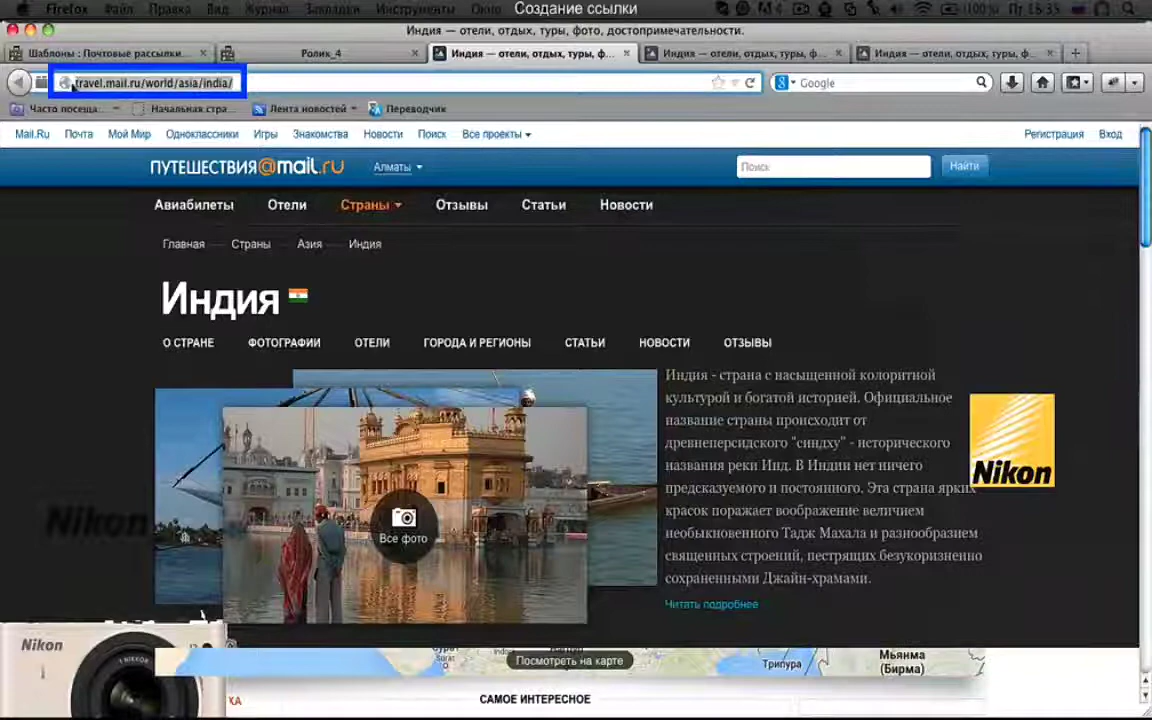 Создание ссылки
Firefox Файл Правка Вид Журнал Закладки Инструменты Окно
Индия — отели, отдых, туры, фото, достопримечательности.
Шаблоны : Почтовые рассылки...
Ролик_4
Индия — отели, отдых, туры, ф...
Индия — отели, отдых, туры, ф...
Индия — отели, отдых, туры, ф...
travel.mail.ru/world/asia/india/
Google
Часто посеща...
Начальная стра...
Лента новостей
Переводчик
Mail.Ru Почта Мой Мир Одноклассники Игры Знакомства Новости Поиск Все проекты
Регистрация Вход
ПУТЕШЕСТВИЯ@mail.ru
Алматы
Поиск
Найти
Авиабилеты Отели Страны Отзывы Статьи Новости
Главная Страны Азия Индия
Индия
О СТРАНЕ ФОТОГРАФИИ ОТЕЛИ ГОРОДА И РЕГИОНЫ СТАТЬИ НОВОСТИ ОТЗЫВЫ
Индия - страна с насыщенной колоритной
культурой и богатой историей. Официальное
название страны происходит от
древнеперсидского "синдху" - исторического
названия реки Инд. В Индии нет ничего
предсказуемого и постоянного. Эта страна ярких
красок поражает воображение величием
необыкновенного Тадж Махала и разнообразием
священных строений, пестрящих безукоризненно
сохраненными Джайн-храмами.
Читать подробнее
Nikon
Nikon
Все фото
Nikon
Посмотреть на карте
Surat
Трипура
Мьянма
(Бирма)
САМОЕ ИНТЕРЕСНОЕ